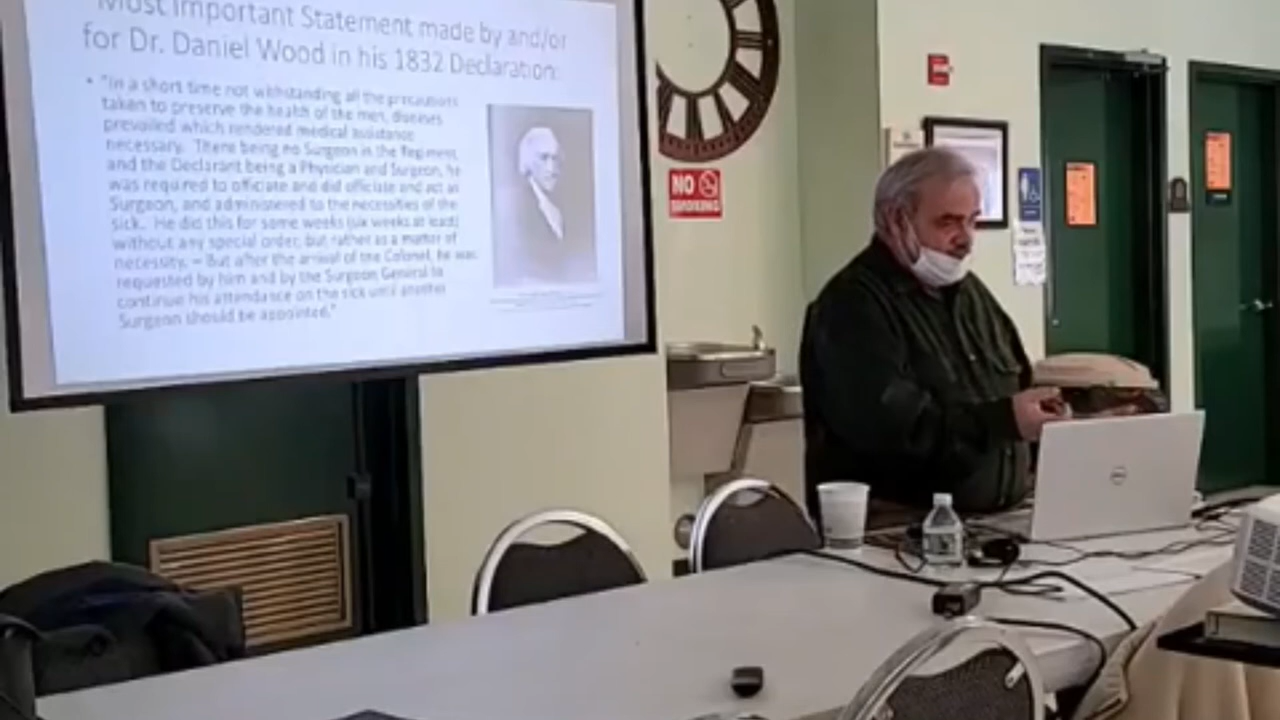 Most Important Statement made by and/or
for Dr. Daniel Wood in his 1832 Declaration:
• "In a short time not withstanding all the precautions
taken to preserve the health of the men, diseases
prevailed which rendered medical assistance
necessary. There being no Surgeon in the Regiment,
and the Declarant being a Physician and Surgeon, he
was required to officiate and did officiate and act as
Surgeon, and administered to the necessities of the
sick. He did this for some weeks (six weeks at least)
without any special order, but rather as a matter of
necessity. – But after the arrival of the Colonel, he was
requested by him and by the Surgeon General to
continue his attendance on the sick until another
Surgeon should be appointed."
NO
SMOKING
DELL